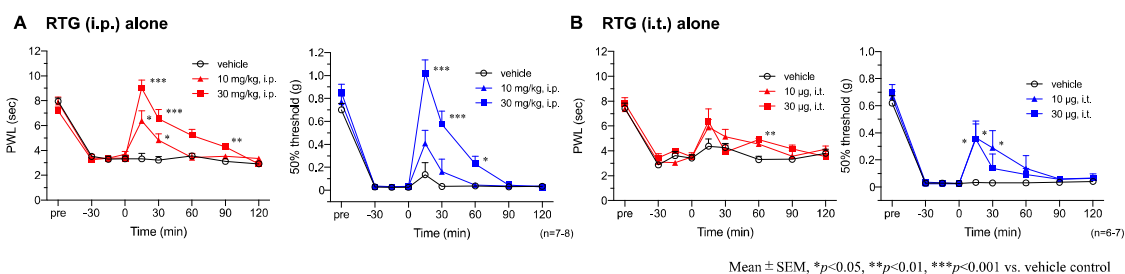 A RTG (i.p.) alone
PWL (sec)
12
10
8
6
4
2
0
vehicle
10 mg/kg, i.p.
30 mg/kg, i.p.
***
***
*
*
**
pre -30 0 30 60 90 120
Time (min)
50% threshold (g)
1.2
1.0
0.8
0.6
0.4
0.2
0.0
vehicle
10 mg/kg, i.p.
30 mg/kg, i.p.
***
***
*
pre -30 0 30 60 90 120
Time (min)
(n=7-8)
B RTG (i.t.) alone
PWL (sec)
12
10
8
6
4
2
0
vehicle
10 µg, i.t.
30 µg, i.t.
**
pre -30 0 30 60 90 120
Time (min)
50% threshold (g)
1.0
0.8
0.6
0.4
0.2
0.0
vehicle
10 µg, i.t.
30 µg, i.t.
* * *
pre -30 0 30 60 90 120
Time (min)
(n=6-7)
Mean ± SEM, *p<0.05, **p<0.01, ***p<0.001 vs. vehicle control